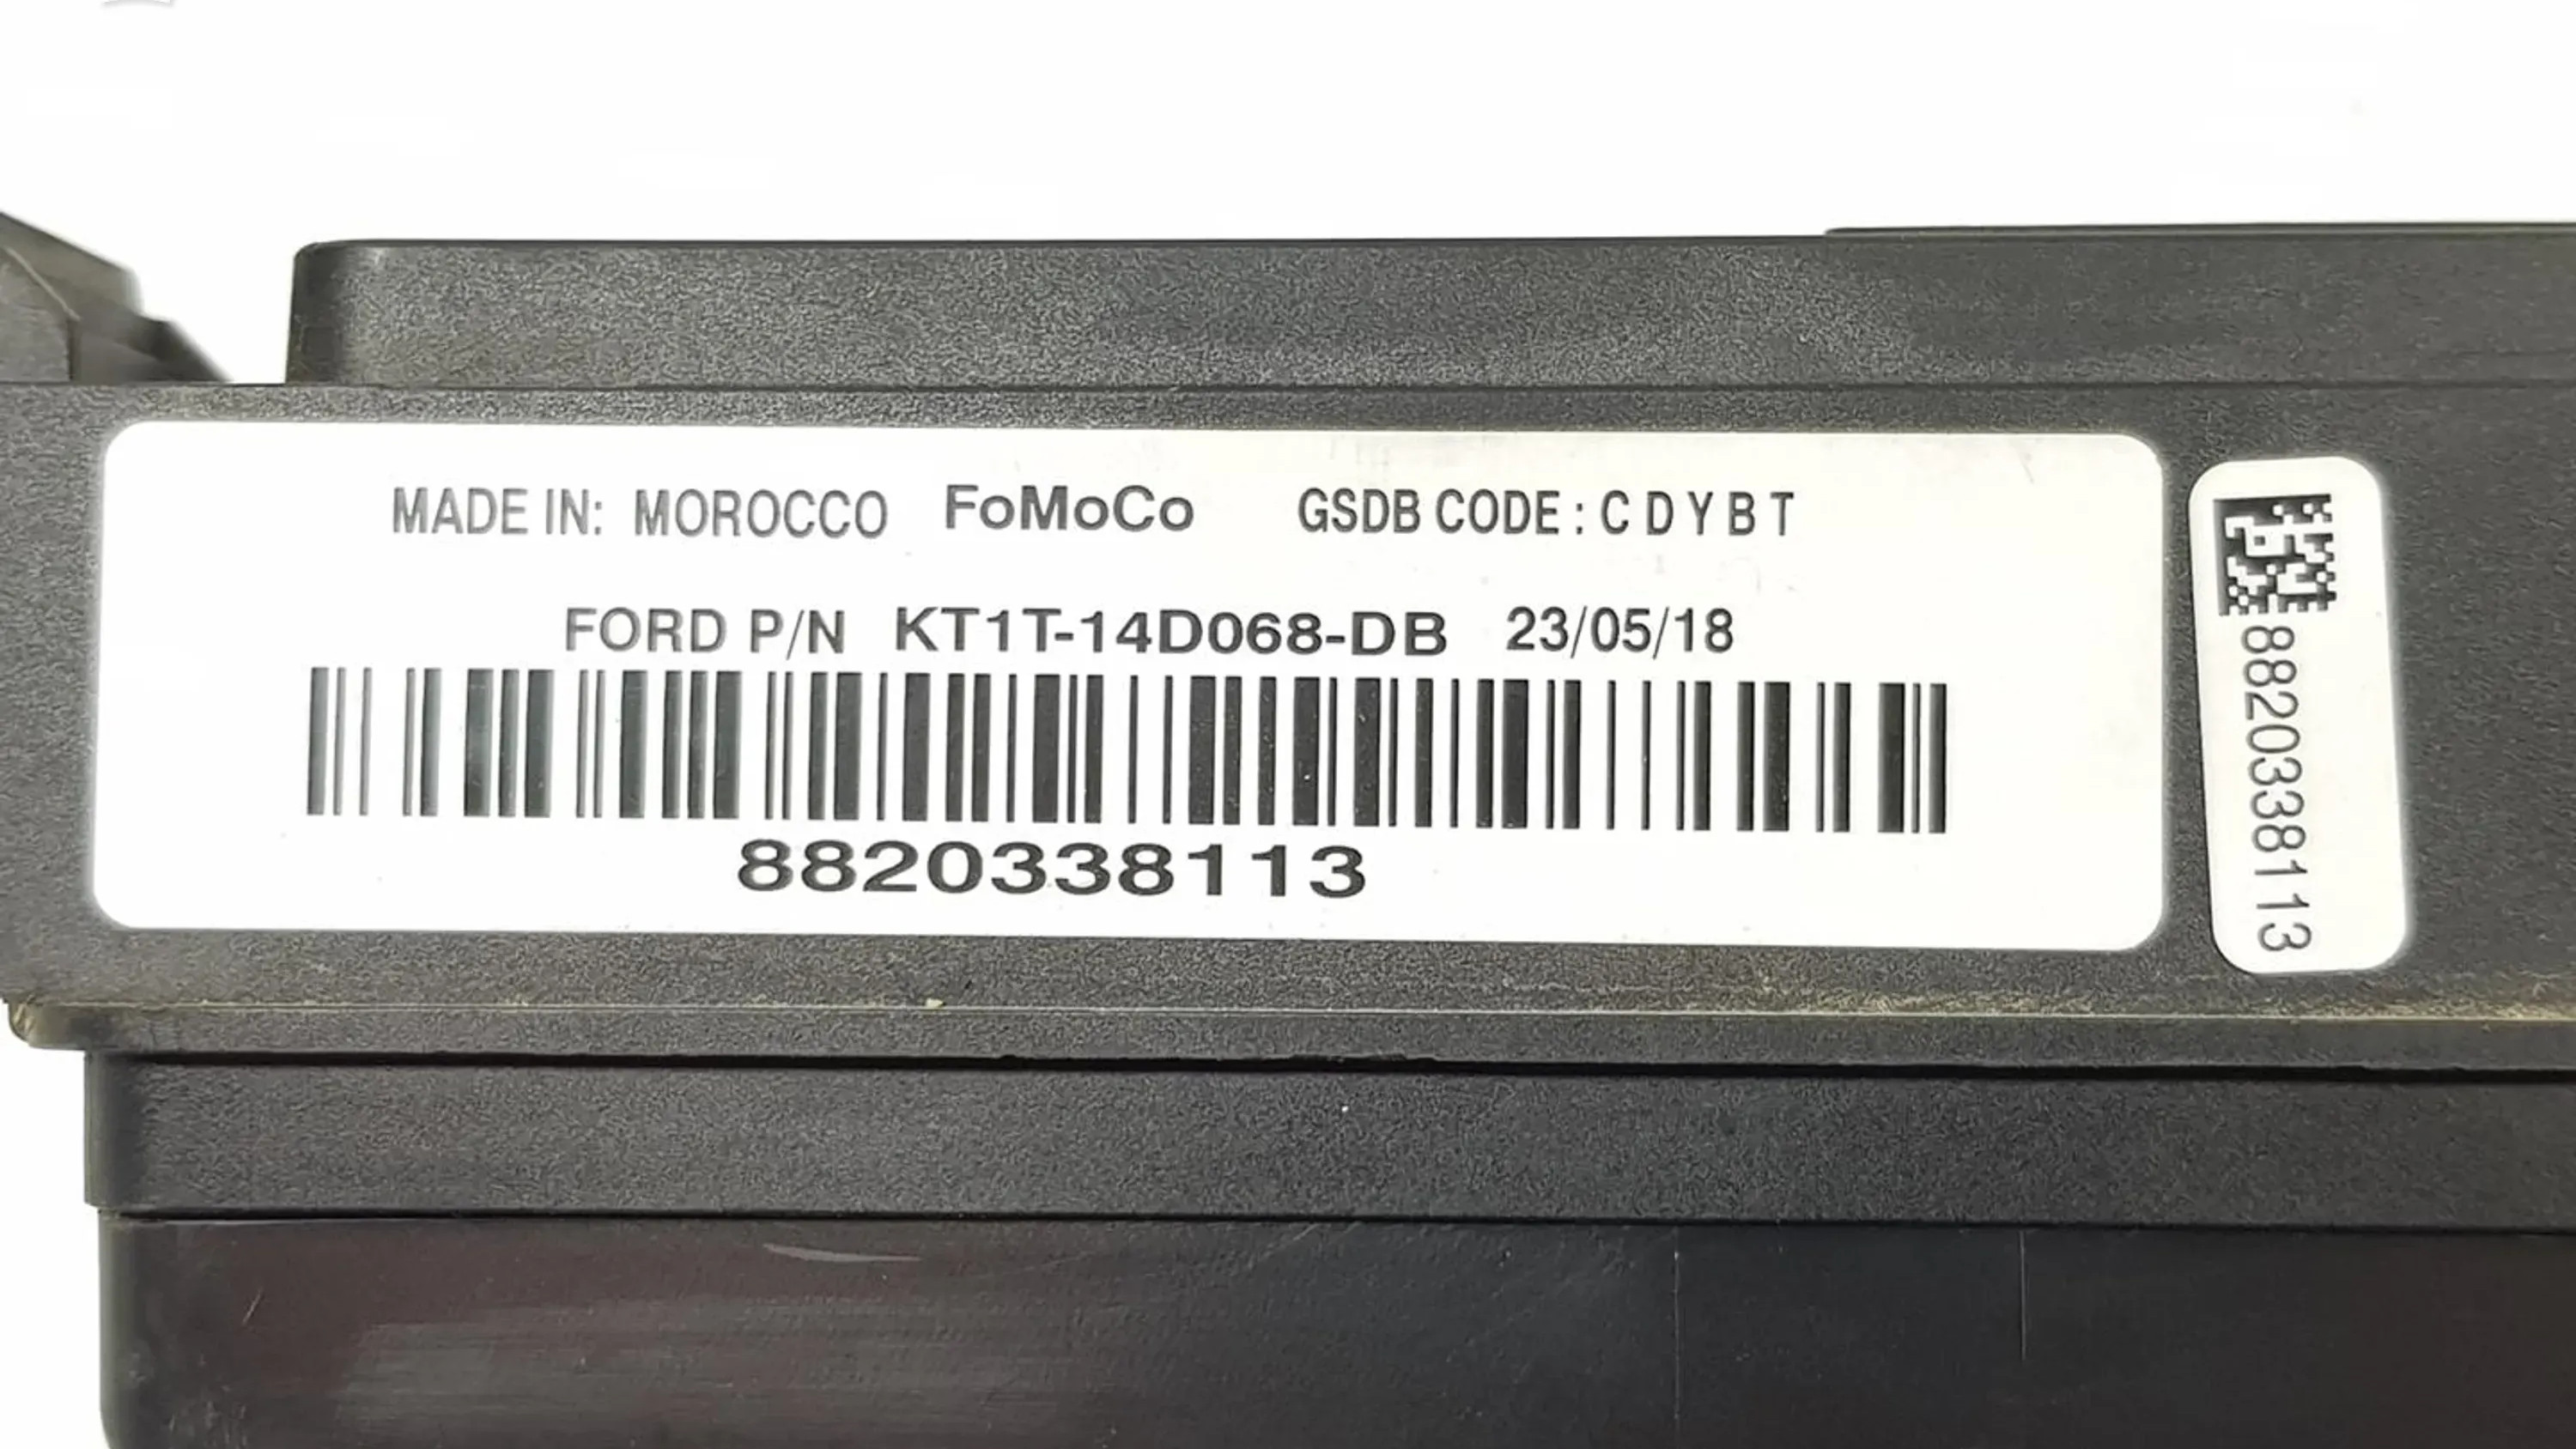 MADE IN: MOROCCO FoMoCo GSDB CODE : C D Y B T
FORD P/N KT1T-14D068-DB 23/05/18
8820338113
8820338113